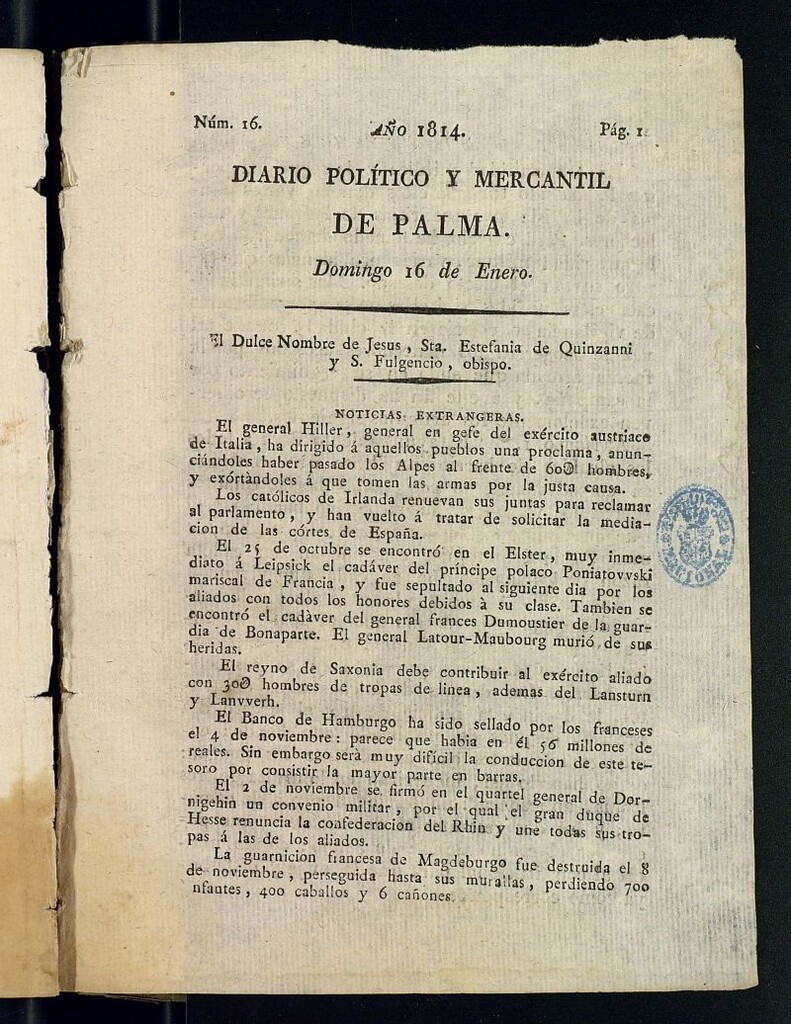 Núm. 16. AÑO 1814. Pág. 1
DIARIO POLÍTICO Y MERCANTIL
DE PALMA.
Domingo 16 de Enero.
El Dulce Nombre de Jesus, Sta. Estefania de Quinzanni
y S. Fulgencio, obispo.
NOTICIAS EXTRANGERAS.
El general Hiller, general en gefe del exército austriaco
de Italia, ha dirigido á aquellos pueblos una proclama, anun-
ciándoles haber pasado los Alpes al frente de 60@ hombres,
y exòrtàndoles á que tomen las armas por la justa causa.
Los católicos de Irlanda renuevan sus juntas para reclamar
al parlamento, y han vuelto á tratar de solicitar la media-
cion de las córtes de España.
El 25 de octubre se encontró en el Elster, muy inme-
diato á Leipsick el cadáver del príncipe polaco Poniatovvski
mariscal de Francia, y fue sepultado al siguiente dia por los
aliados con todos los honores debidos à su clase. Tambien se
encontró el cadàver del general frances Dumoustier de la guar-
dia de Bonaparte. El general Latour-Maubourg murió de sus
heridas.
El reyno de Saxonia debe contribuir al exército aliado
con 30@ hombres de tropas de linea, ademas del Lansturn
y Lanvverh.
El Banco de Hamburgo ha sido sellado por los franceses
el 4 de noviembre: parece que habia en él 56 millones de
reales. Sin embargo serà muy difícil la conduccion de este te-
soro por consistir la mayor parte en barras.
El 2 de noviembre se firmó en el quartel general de Dor-
nigehin un convenio militar, por el qual el gran duque de
Hesse renuncia la confederacion del Rhin y une todas sus tro-
pas á las de los aliados.
La guarnicion francesa de Magdeburgo fue destruida el 8
de noviembre, perseguida hasta sus murallas, perdiendo 700
nfantes, 400 caballos y 6 cañones.